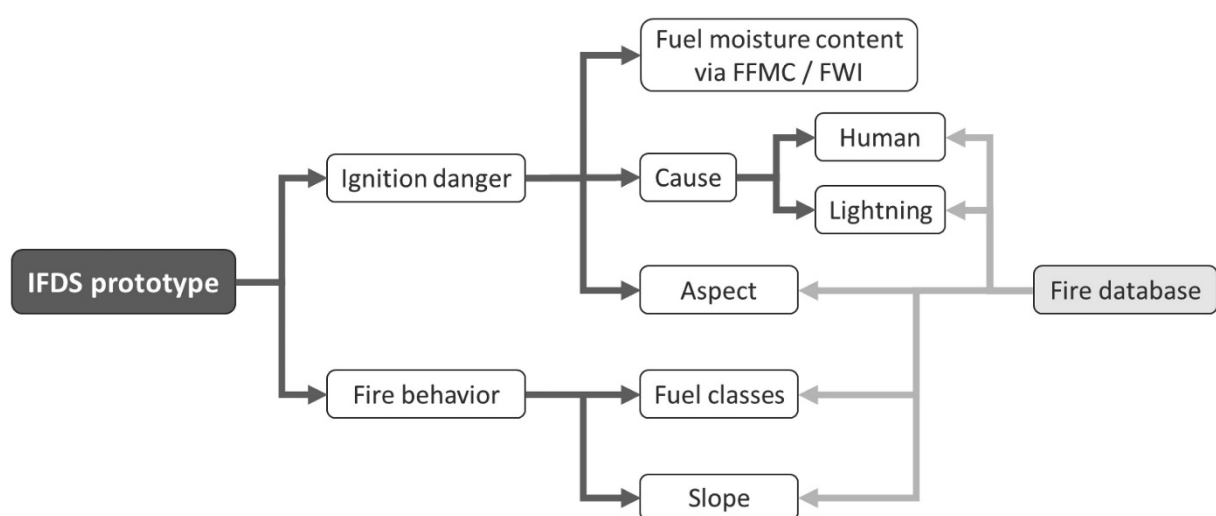 Fuel moisture content
via FFMC / FWI
Human
Ignition danger
Cause
Lightning
IFDS prototype
Aspect
Fire database
Fire behavior
Fuel classes
Slope